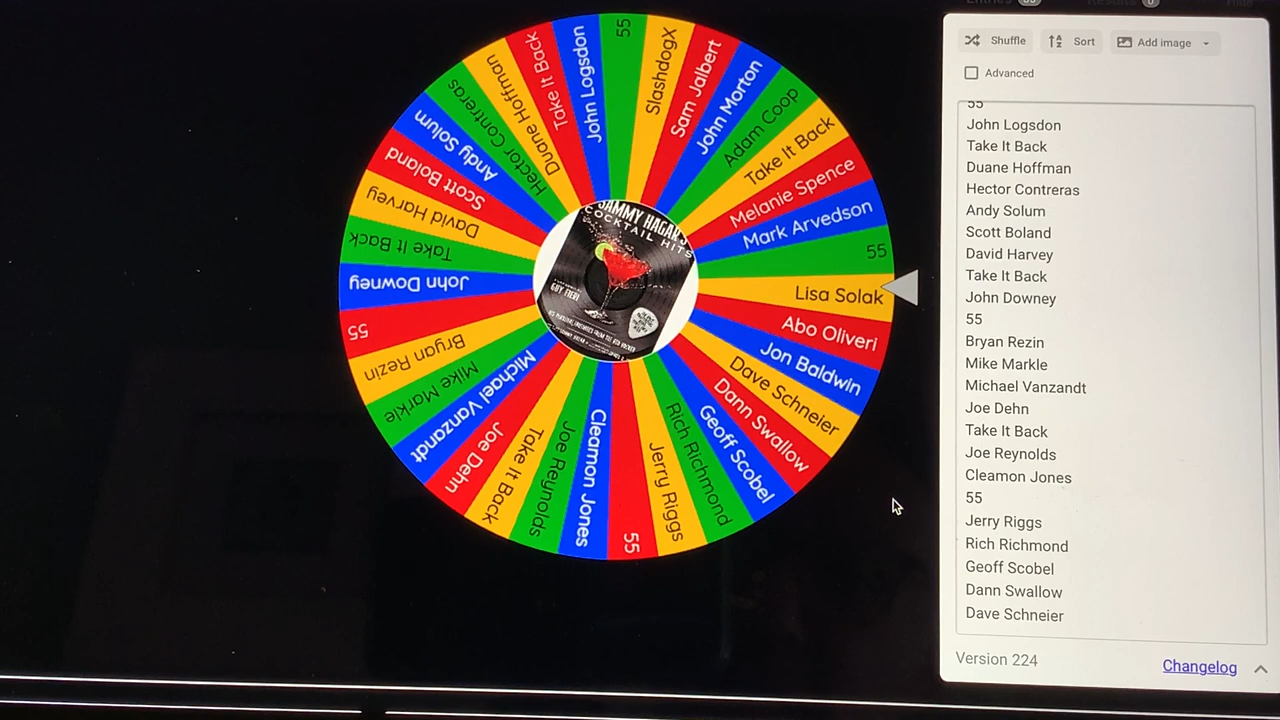 Shuffle
Sort
Add image
Advanced
55
John Logsdon
Take It Back
Duane Hoffman
Hector Contreras
Andy Solum
Scott Boland
David Harvey
Take It Back
John Downey
55
Bryan Rezin
Mike Markle
Michael Vanzandt
Joe Dehn
Take It Back
Joe Reynolds
Cleamon Jones
55
Jerry Riggs
Rich Richmond
Geoff Scobel
Dann Swallow
Dave Schneier
Version 224
Changelog
55
SlashdogX
Sam Jalbert
John Morton
Adam Coop
Take It Back
Melanie Spence
Mark Arvedson
55
Lisa Solak
Abo Oliveri
Jon Baldwin
Dave Schneier
Dann Swallow
Geoff Scobel
Rich Richmond
Jerry Riggs
55
Cleamon Jones
Joe Reynolds
Take It Back
Joe Dehn
Michael Vanzandt
Mike Markle
Bryan Rezin
55
John Downey
Take It Back
David Harvey
Scott Boland
Andy Solum
Hector Contreras
Duane Hoffman
Take It Back
John Logsdon
SAMMY HAGAR'S
COCKTAIL HITS
GUY FIERI